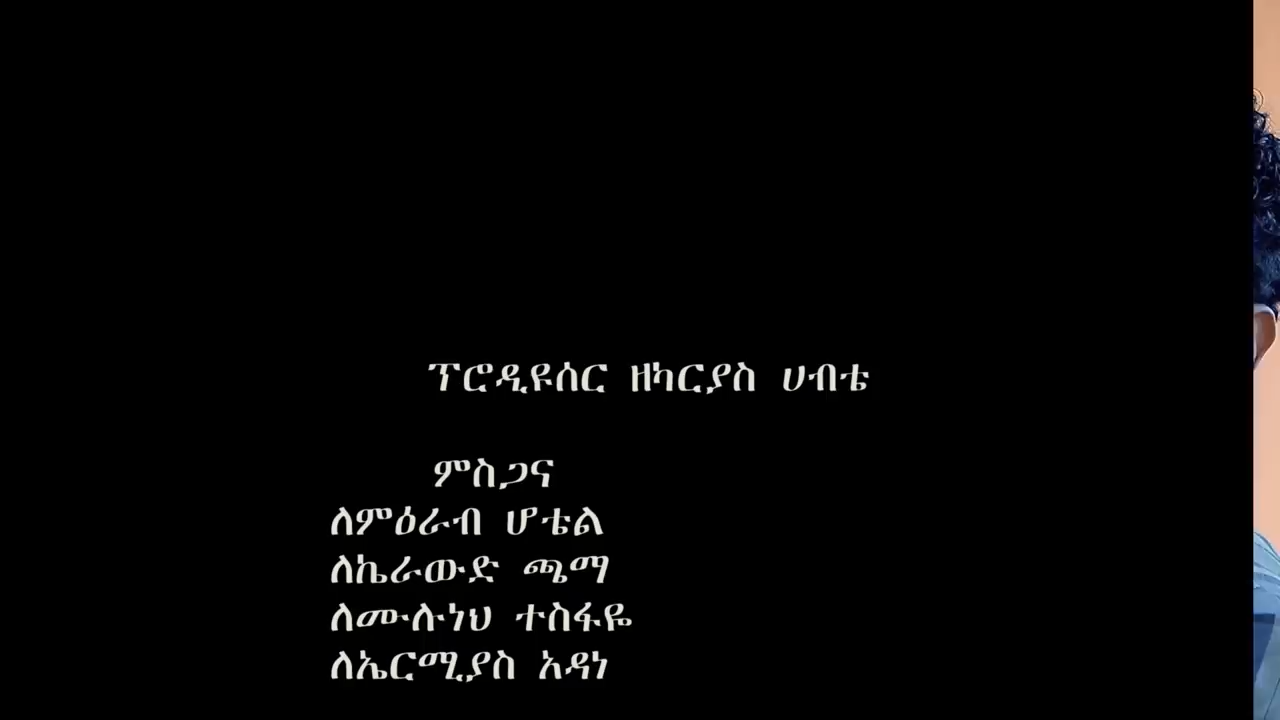 ፕሮዲዩሰር ዘካርያስ ሀብቴ
ምስጋና
ለምዕራብ ሆቴል
ለኬራውድ ጫማ
ለሙሉነህ ተስፋዬ
ለኤርሚያስ አዳነ